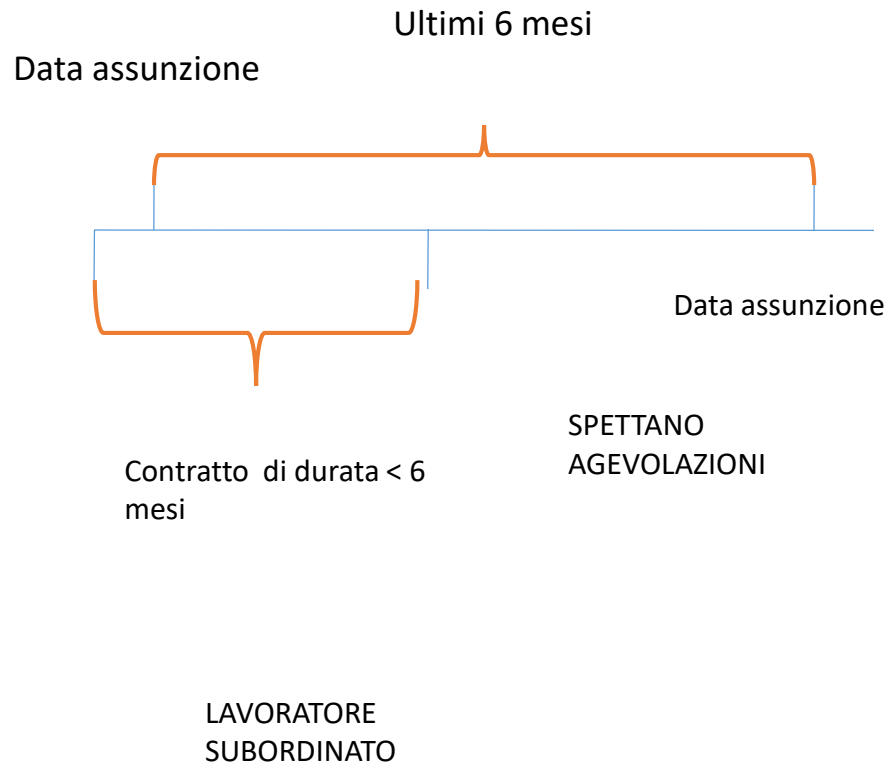 Ultimi 6 mesi
Data assunzione
Data assunzione
SPETTANO
AGEVOLAZIONI
Contratto di durata < 6
mesi
LAVORATORE
SUBORDINATO